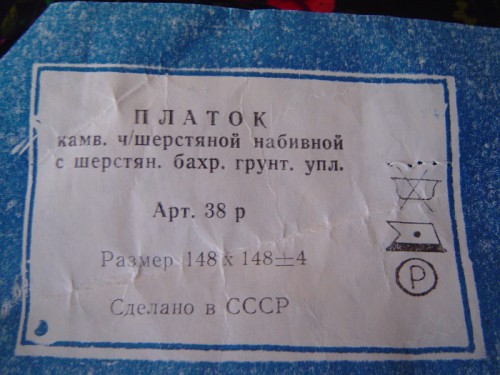 ПЛАТОК
камв. ч/шерстяной набивной
с шерстян. бахр. грунт. упл.
Арт. 38 р
Размер 148 х 148±4
Сделано в СССР
Р